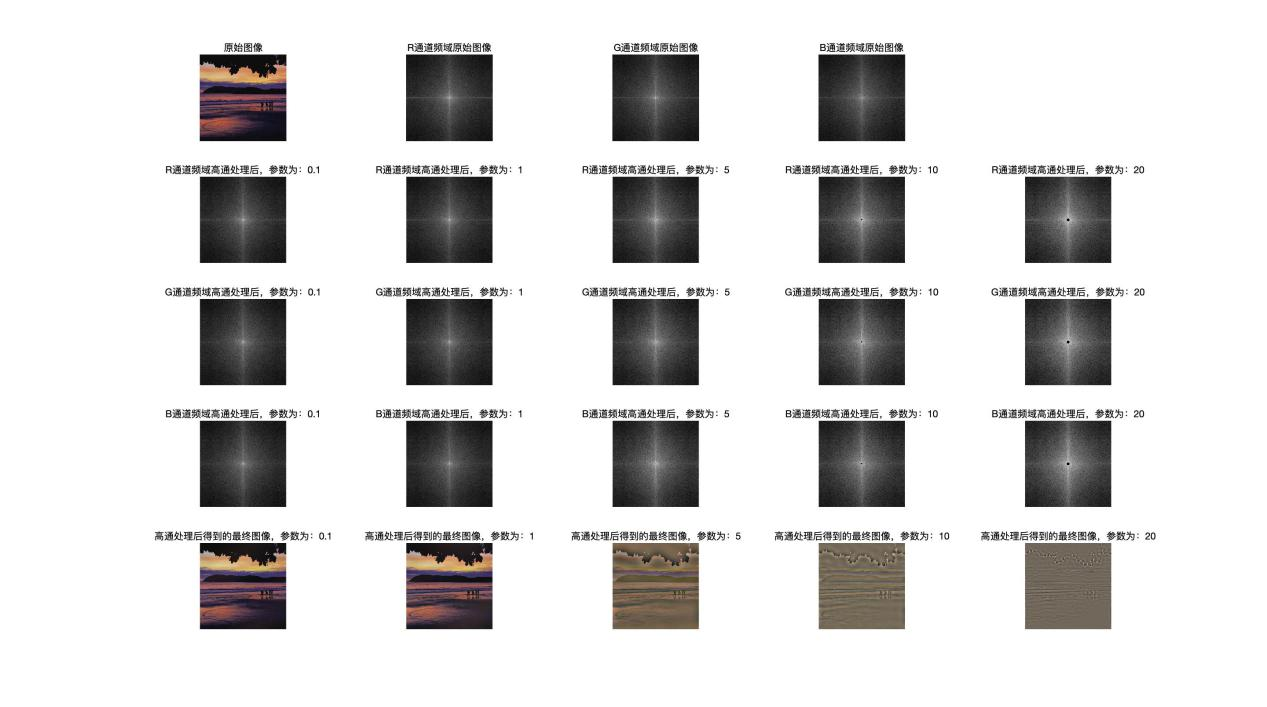 原始图像
R通道频域原始图像
G通道频域原始图像
B通道频域原始图像
R通道频域高通处理后，参数为：0.1
R通道频域高通处理后，参数为：1
R通道频域高通处理后，参数为：5
R通道频域高通处理后，参数为：10
R通道频域高通处理后，参数为：20
G通道频域高通处理后，参数为：0.1
G通道频域高通处理后，参数为：1
G通道频域高通处理后，参数为：5
G通道频域高通处理后，参数为：10
G通道频域高通处理后，参数为：20
B通道频域高通处理后，参数为：0.1
B通道频域高通处理后，参数为：1
B通道频域高通处理后，参数为：5
B通道频域高通处理后，参数为：10
B通道频域高通处理后，参数为：20
高通处理后得到的最终图像，参数为：0.1
高通处理后得到的最终图像，参数为：1
高通处理后得到的最终图像，参数为：5
高通处理后得到的最终图像，参数为：10
高通处理后得到的最终图像，参数为：20